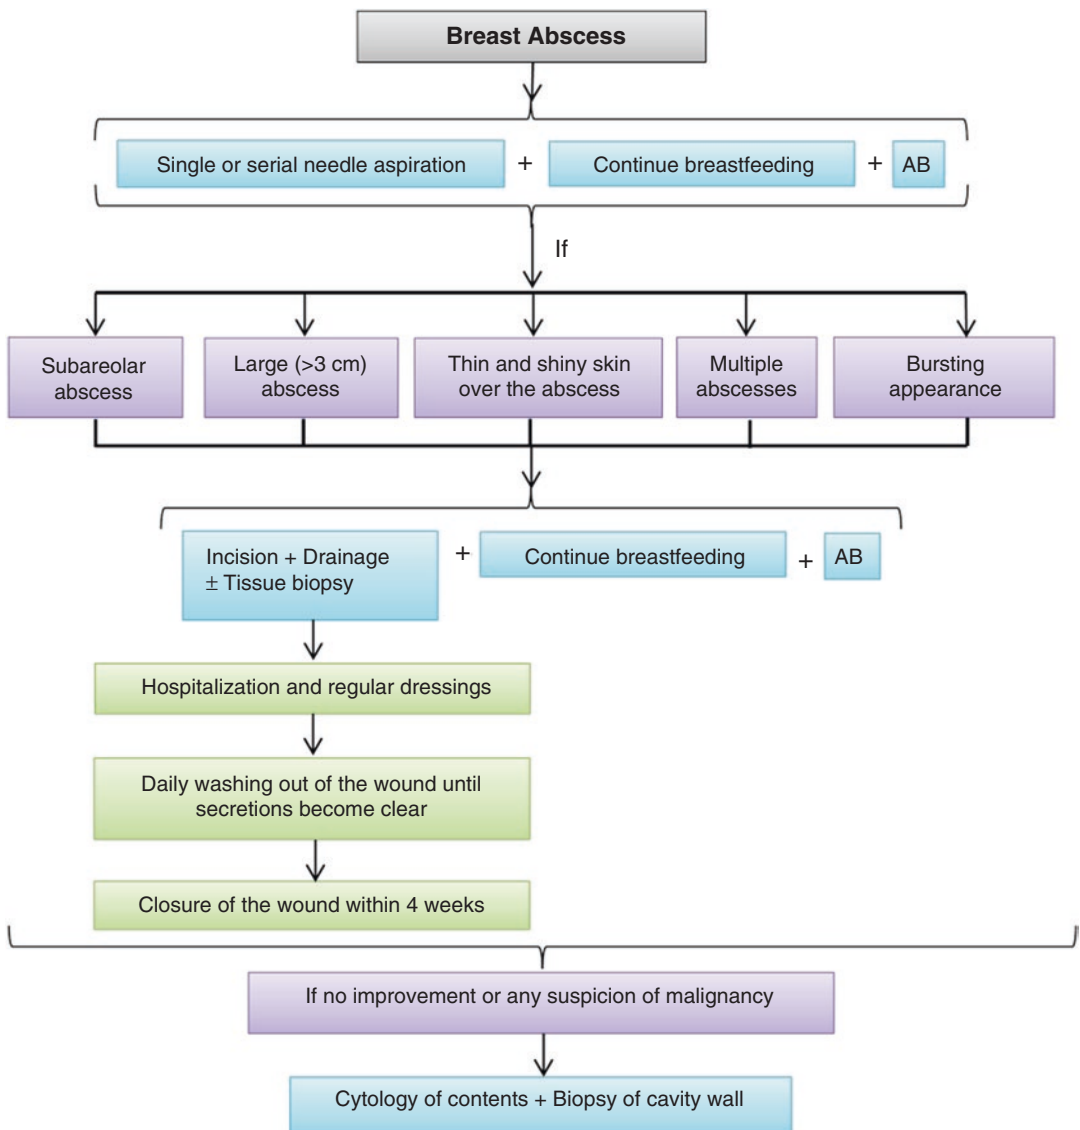 Breast Abscess
Single or serial needle aspiration + Continue breastfeeding + AB
If
Subareolar
abscess
Large (>3 cm)
abscess
Thin and shiny skin
over the abscess
Multiple
abscesses
Bursting
appearance
Incision + Drainage
± Tissue biopsy
+ Continue breastfeeding + AB
Hospitalization and regular dressings
Daily washing out of the wound until
secretions become clear
Closure of the wound within 4 weeks
If no improvement or any suspicion of malignancy
Cytology of contents + Biopsy of cavity wall